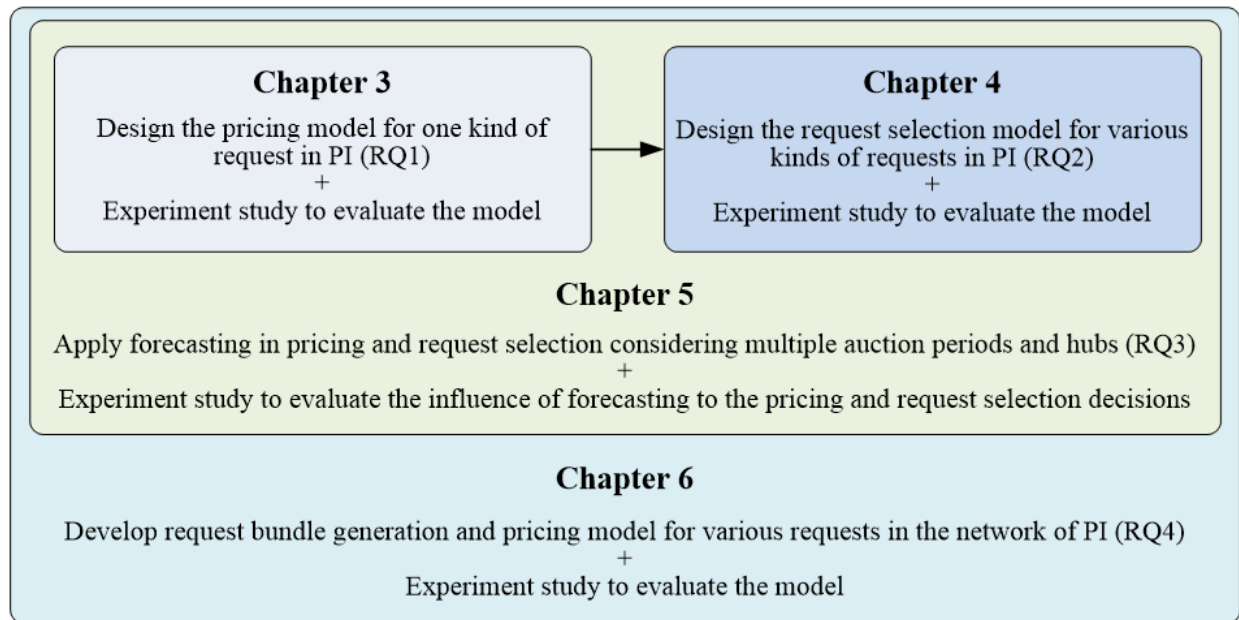 Chapter 3
Design the pricing model for one kind of
request in PI (RQ1)
+
Experiment study to evaluate the model
Chapter 4
Design the request selection model for various
kinds of requests in PI (RQ2)
+
Experiment study to evaluate the model
Chapter 5
Apply forecasting in pricing and request selection considering multiple auction periods and hubs (RQ3)
+
Experiment study to evaluate the influence of forecasting to the pricing and request selection decisions
Chapter 6
Develop request bundle generation and pricing model for various requests in the network of PI (RQ4)
+
Experiment study to evaluate the model